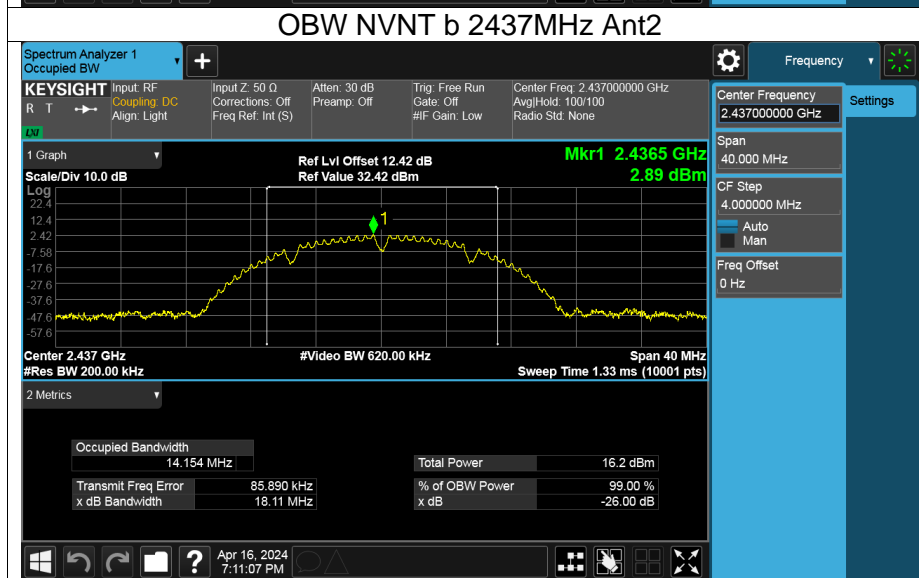 OBW NVNT b 2437MHz Ant2
Spectrum Analyzer 1
Occupied BW
+
Frequency
KEYSIGHT
R T
LXI
Input: RF
Coupling: DC
Align: Light
Input Z: 50 Ω
Corrections: Off
Freq Ref: Int (S)
Atten: 30 dB
Preamp: Off
Trig: Free Run
Gate: Off
#IF Gain: Low
Center Freq: 2.437000000 GHz
Avg|Hold: 100/100
Radio Std: None
Center Frequency
2.437000000 GHz
Settings
Span
40.000 MHz
CF Step
4.000000 MHz
Auto
Man
Freq Offset
0 Hz
1 Graph
Scale/Div 10.0 dB
Ref Lvl Offset 12.42 dB
Ref Value 32.42 dBm
Mkr1 2.4365 GHz
2.89 dBm
Log
22.4
12.4
2.42
-7.58
-17.6
-27.6
-37.6
-47.6
-57.6
1
Center 2.437 GHz
#Res BW 200.00 kHz
#Video BW 620.00 kHz
Span 40 MHz
Sweep Time 1.33 ms (10001 pts)
2 Metrics
Occupied Bandwidth
14.154 MHz
Total Power 16.2 dBm
Transmit Freq Error 85.890 kHz
% of OBW Power 99.00 %
x dB Bandwidth 18.11 MHz
x dB -26.00 dB
?
Apr 16, 2024
7:11:07 PM